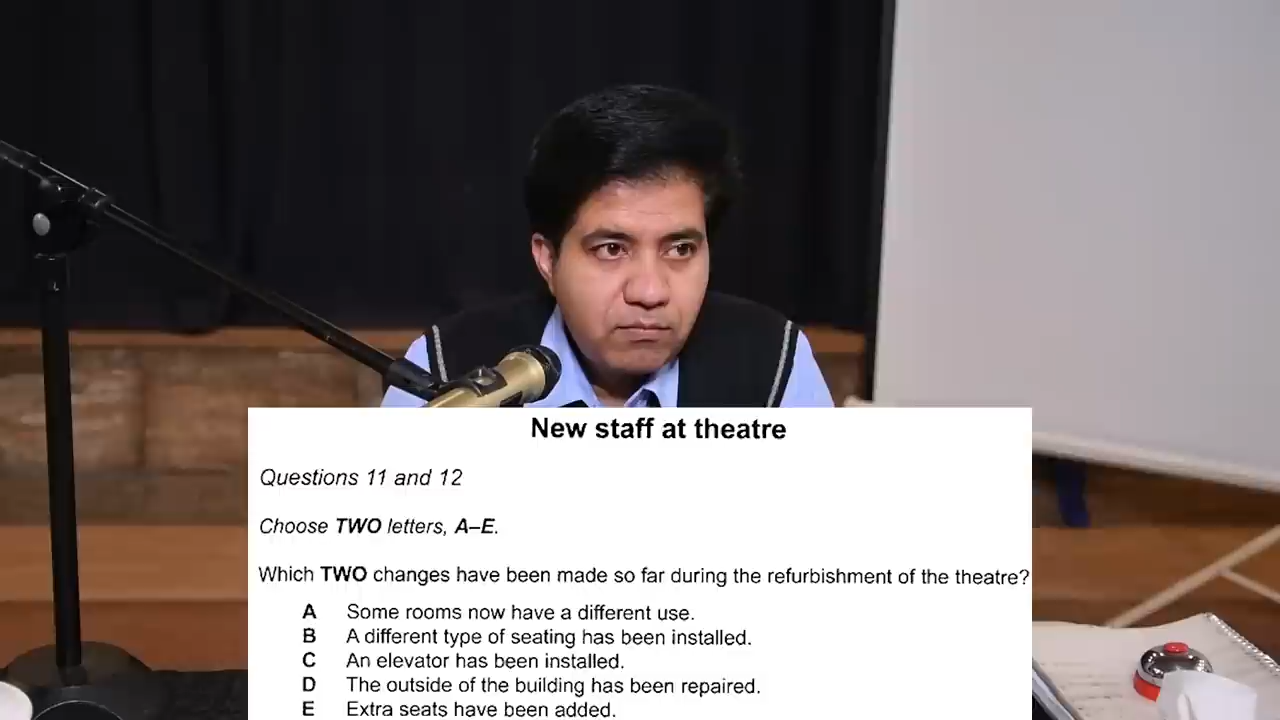 New staff at theatre
Questions 11 and 12
Choose TWO letters, A–E.
Which TWO changes have been made so far during the refurbishment of the theatre?
A Some rooms now have a different use.
B A different type of seating has been installed.
C An elevator has been installed.
D The outside of the building has been repaired.
E Extra seats have been added.